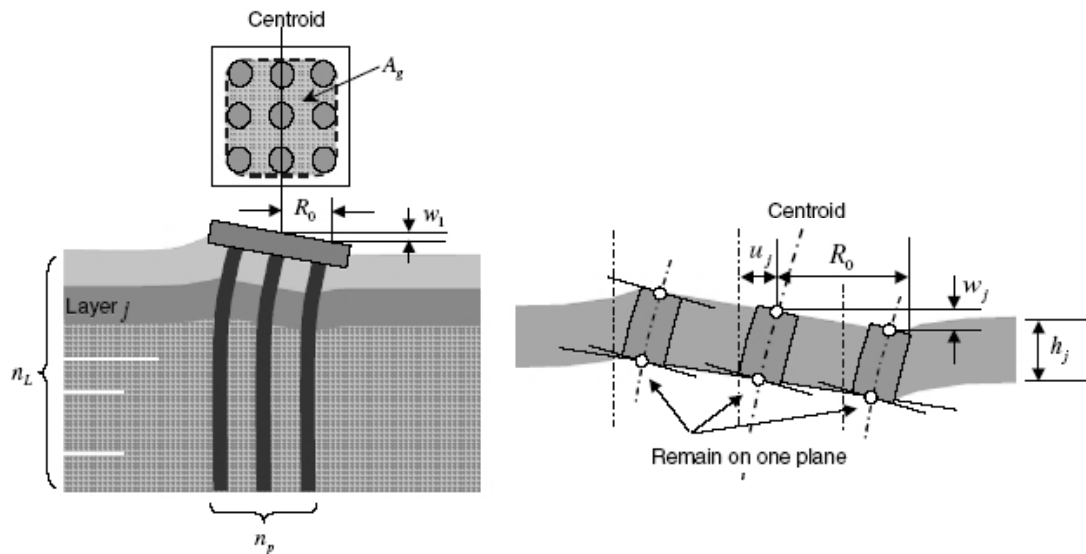 Centroid
A_g
R_0
w_1
Layer j
n_L
n_p
Centroid
u_j
R_0
w_j
h_j
Remain on one plane